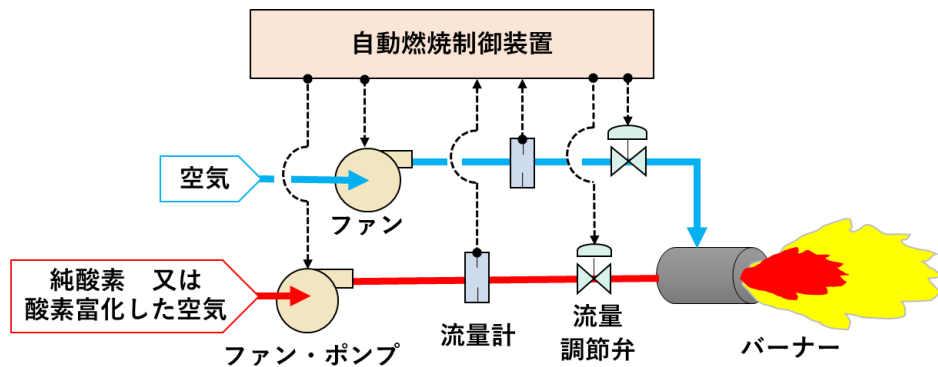 自動燃焼制御装置
空気
ファン
純酸素　又は
酸素富化した空気
ファン・ポンプ
流量計
流量
調節弁
バーナー